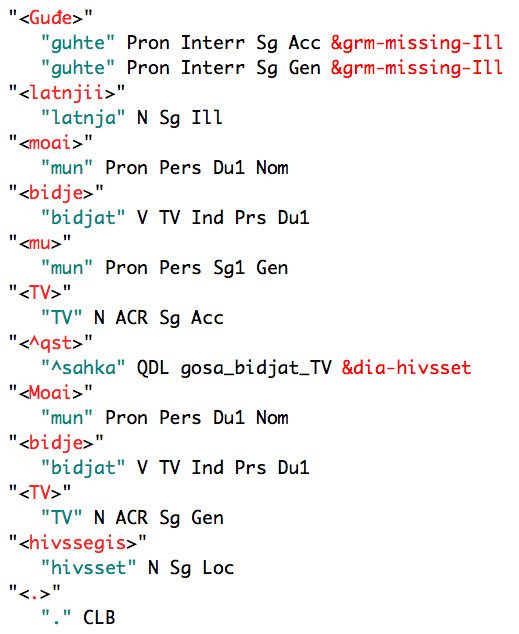 "<Guđe>"
"guhte" Pron Interr Sg Acc &grm-missing-Ill
"guhte" Pron Interr Sg Gen &grm-missing-Ill
"<latnjii>"
"latnja" N Sg Ill
"<moai>"
"mun" Pron Pers Du1 Nom
"<bidje>"
"bidjat" V TV Ind Prs Du1
"<mu>"
"mun" Pron Pers Sg1 Gen
"<TV>"
"TV" N ACR Sg Acc
"<^qst>"
"^sahka" QDL gosa_bidjat_TV &dia-hivsset
"<Moai>"
"mun" Pron Pers Du1 Nom
"<bidje>"
"bidjat" V TV Ind Prs Du1
"<TV>"
"TV" N ACR Sg Gen
"<hivssegis>"
"hivsset" N Sg Loc
"<.>"
"." CLB